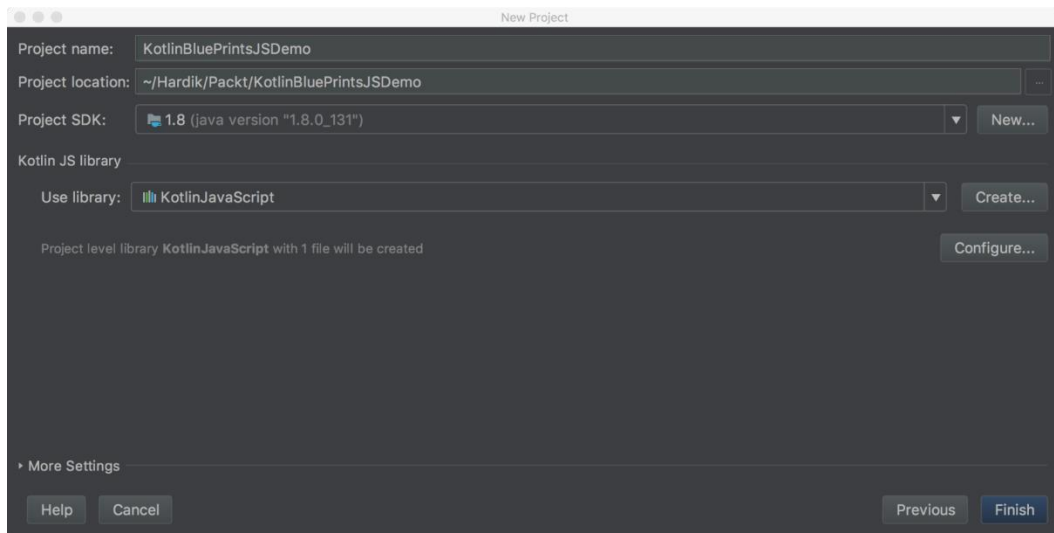 New Project
Project name: KotlinBluePrintsJSDemo
Project location: ~/Hardik/Packt/KotlinBluePrintsJSDemo ...
Project SDK: 1.8 (java version "1.8.0_131") New...
Kotlin JS library
Use library: KotlinJavaScript Create...
Project level library KotlinJavaScript with 1 file will be created Configure...
More Settings
Help Cancel Previous Finish